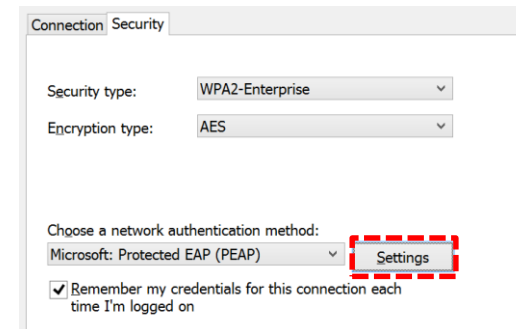 Connection Security
Security type: WPA2-Enterprise
Encryption type: AES
Choose a network authentication method:
Microsoft: Protected EAP (PEAP) Settings
Remember my credentials for this connection each
time I'm logged on